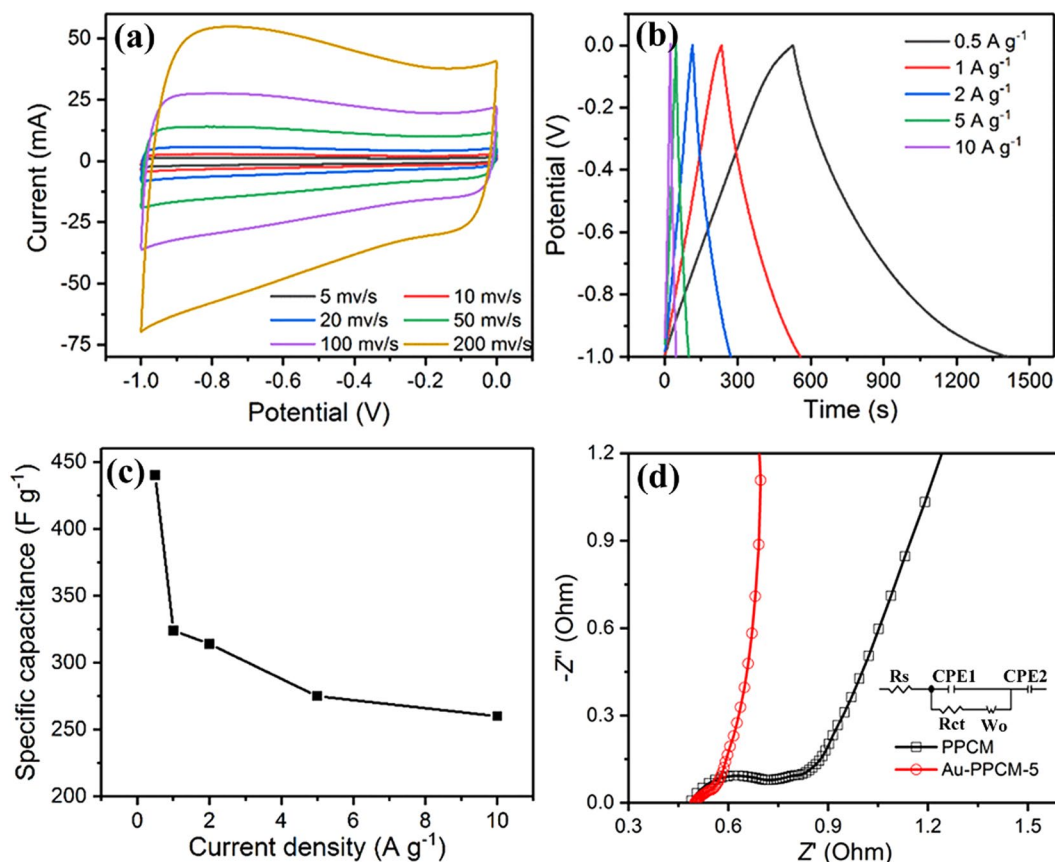 (a)
50
25
0
-25
-50
-75
Current (mA)
5 mv/s 10 mv/s
20 mv/s 50 mv/s
100 mv/s 200 mv/s
-1.0 -0.8 -0.6 -0.4 -0.2 0.0
Potential (V)
(b)
0.0
-0.2
-0.4
-0.6
-0.8
-1.0
Potential (V)
0.5 A g⁻¹
1 A g⁻¹
2 A g⁻¹
5 A g⁻¹
10 A g⁻¹
0 300 600 900 1200 1500
Time (s)
(c)
450
400
350
300
250
200
Specific capacitance (F g⁻¹)
0 2 4 6 8 10
Current density (A g⁻¹)
(d)
1.2
0.9
0.6
0.3
0.0
-Z'' (Ohm)
Rs CPE1 CPE2
Rct Wo
PPCM
Au-PPCM-5
0.3 0.6 0.9 1.2 1.5
Z' (Ohm)